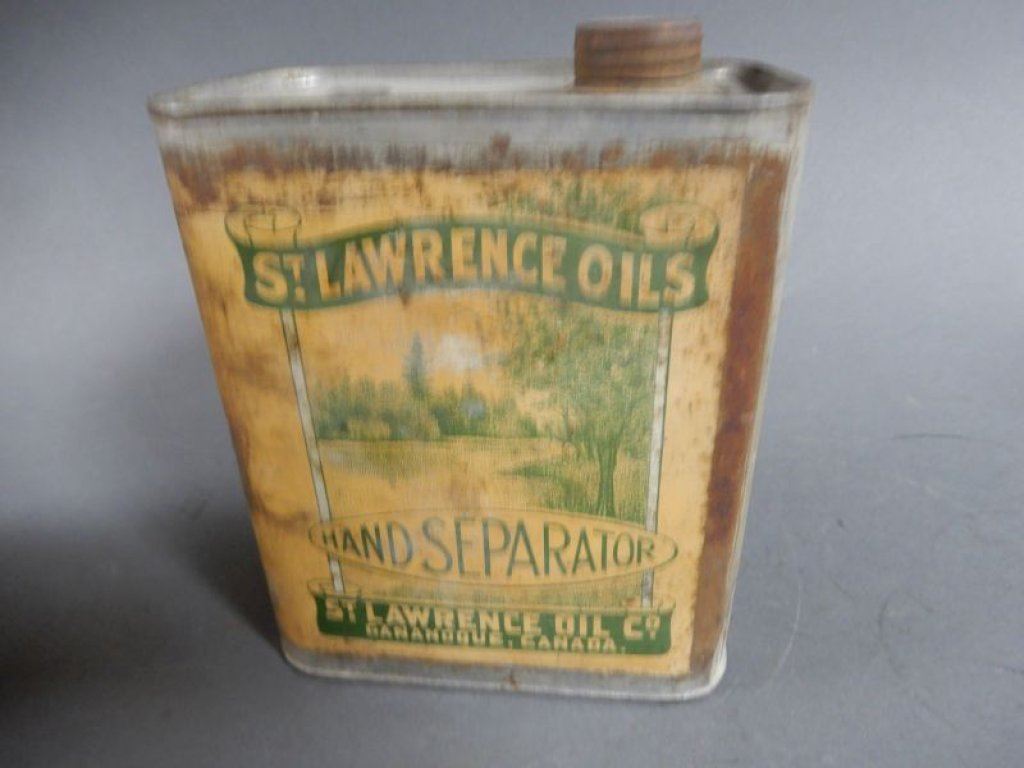 ST. LAWRENCE OILS
HAND SEPARATOR
ST LAWRENCE OIL CO.
GANANOQUE, CANADA.